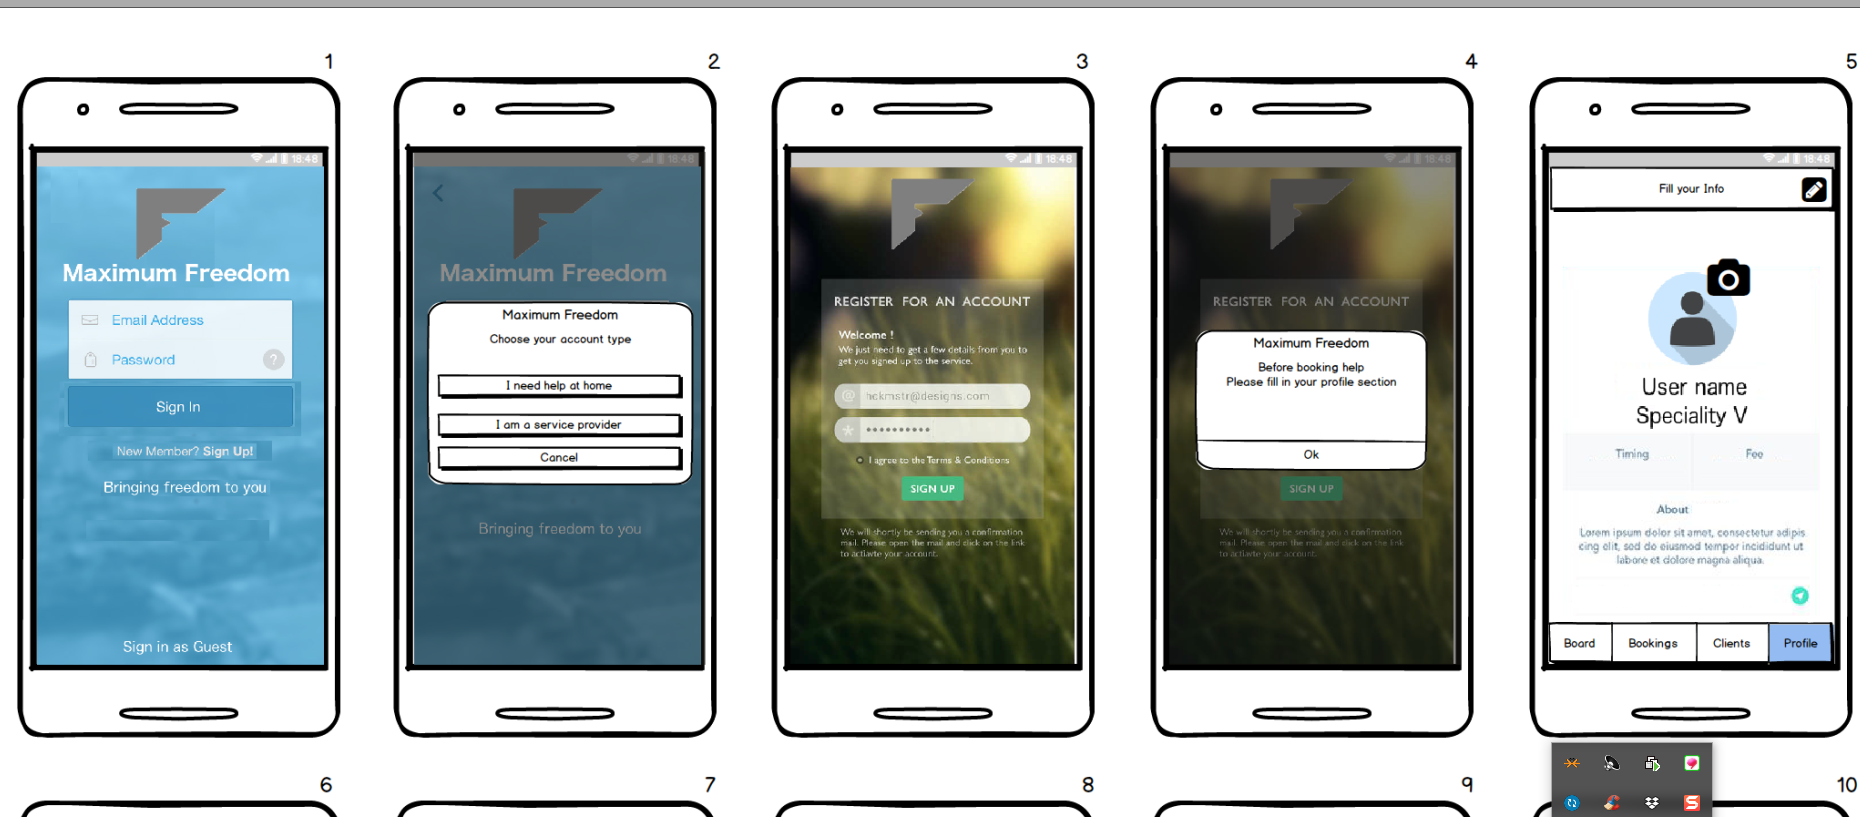 1
18:48
Maximum Freedom
Email Address
Password
?
Sign In
New Member? Sign Up!
Bringing freedom to you
Sign in as Guest
2
18:48
Maximum Freedom
Maximum Freedom
Choose your account type
I need help at home
I am a service provider
Cancel
Bringing freedom to you
3
18:48
REGISTER FOR AN ACCOUNT
Welcome !
We just need to get a few details from you to
get you signed up to the service.
@ hckmstr@designs.com
* ••••••••••
I agree to the Terms & Conditions
SIGN UP
We will shortly be sending you a confirmation
mail. Please open the mail and click on the link
to activte your account.
4
18:48
REGISTER FOR AN ACCOUNT
Maximum Freedom
Before booking help
Please fill in your profile section
Ok
SIGN UP
We will shortly be sending you a confirmation
mail. Please open the mail and click on the link
to activte your account.
5
18:48
Fill your Info
User name
Speciality V
Timing
Fee
About
Lorem ipsum dolor sit amet, consectetur adipis
cing elit, sed do eiusmod tempor incididunt ut
labore et dolore magna aliqua.
Board
Bookings
Clients
Profile
6
7
8
9
10